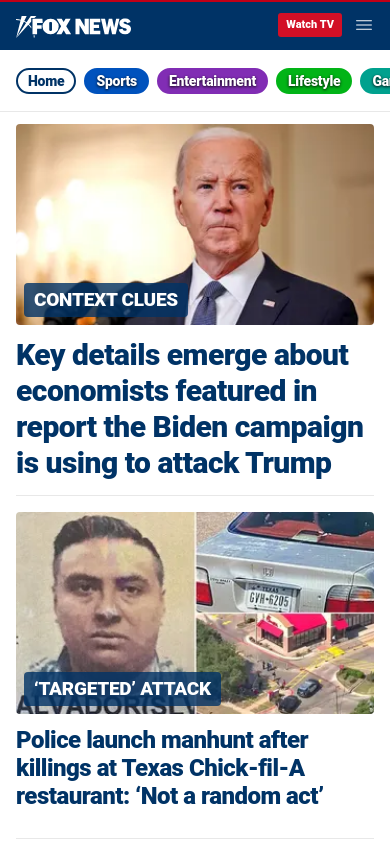 FOX NEWS
Watch TV
Home Sports Entertainment Lifestyle Ga
CONTEXT CLUES
Key details emerge about
economists featured in
report the Biden campaign
is using to attack Trump
TEXAS
GVH-6205
‘TARGETED’ ATTACK
ALVADOR(SLV
Police launch manhunt after
killings at Texas Chick-fil-A
restaurant: ‘Not a random act’